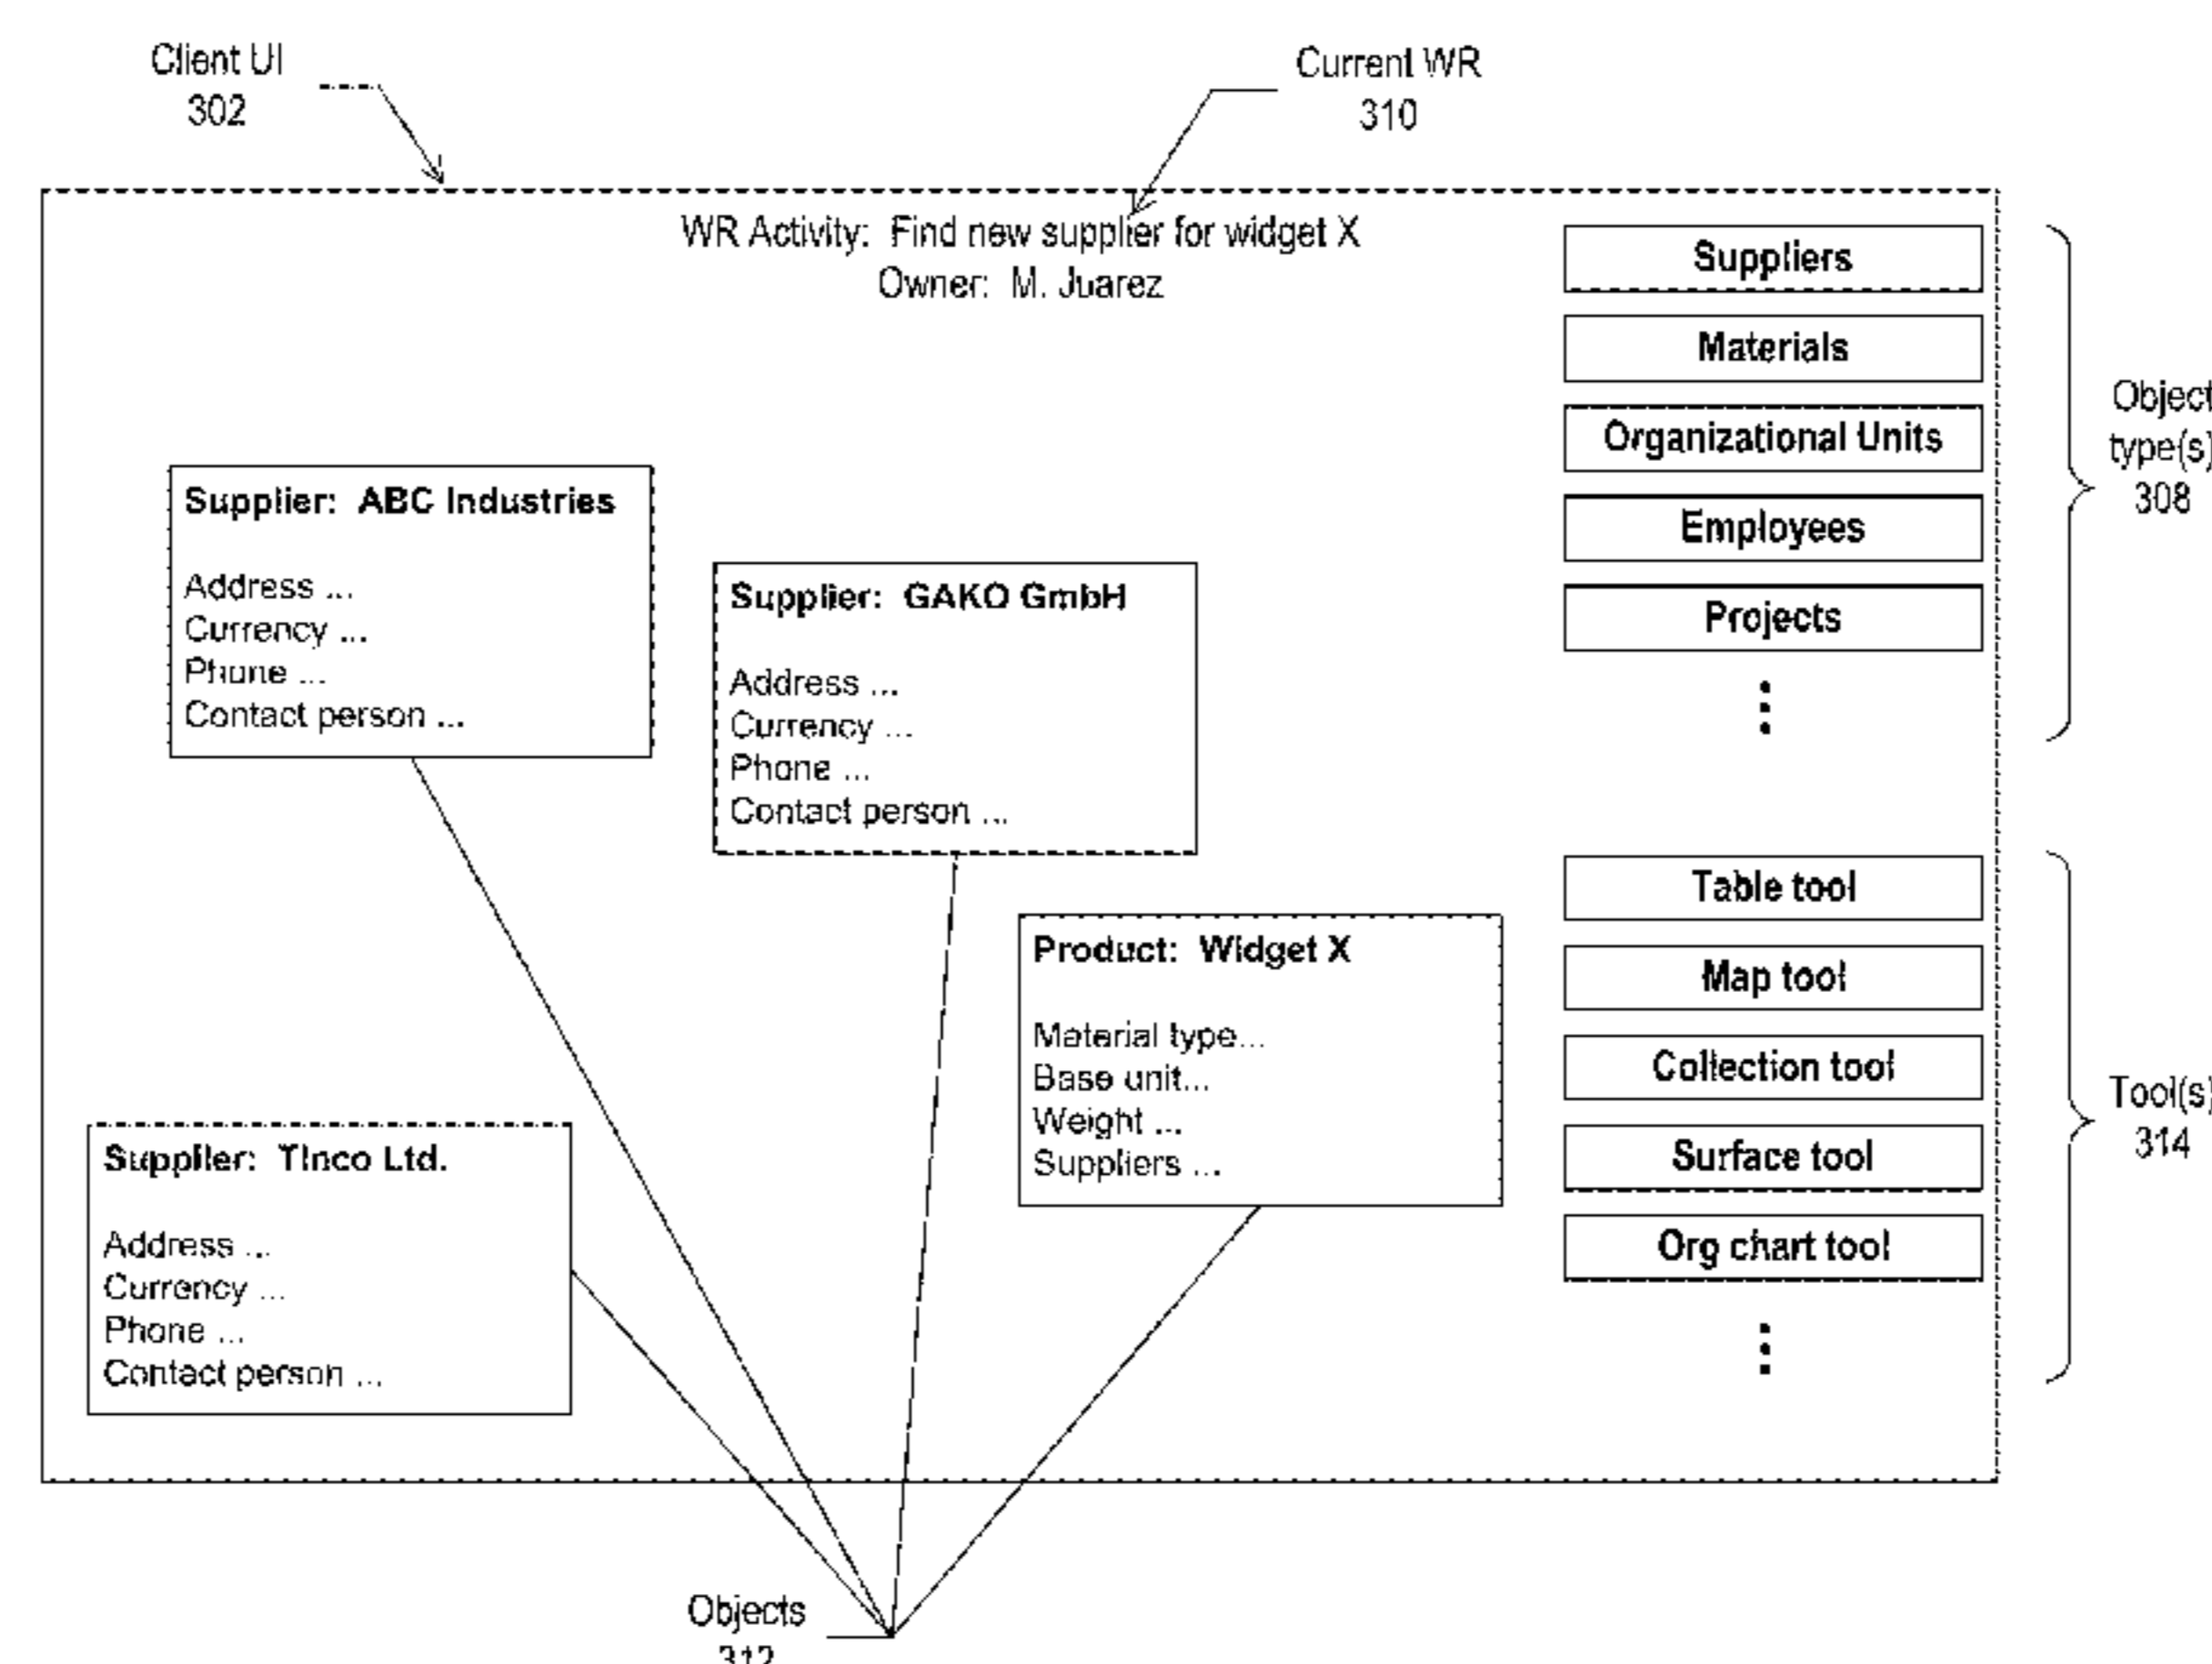 Client UI
302
Current WR
310
WR Activity: Find new supplier for widget X
Owner: M. Juarez
Suppliers
Materials
Organizational Units
Employees
Projects
Object
type(s)
308
Supplier: ABC Industries
Address ...
Currency ...
Phone ...
Contact person ...
Supplier: GAKO GmbH
Address ...
Currency ...
Phone ...
Contact person ...
Product: Widget X
Material type...
Base unit...
Weight ...
Suppliers ...
Supplier: Tinco Ltd.
Address ...
Currency ...
Phone ...
Contact person ...
Table tool
Map tool
Collection tool
Surface tool
Org chart tool
Tool(s)
314
Objects
312